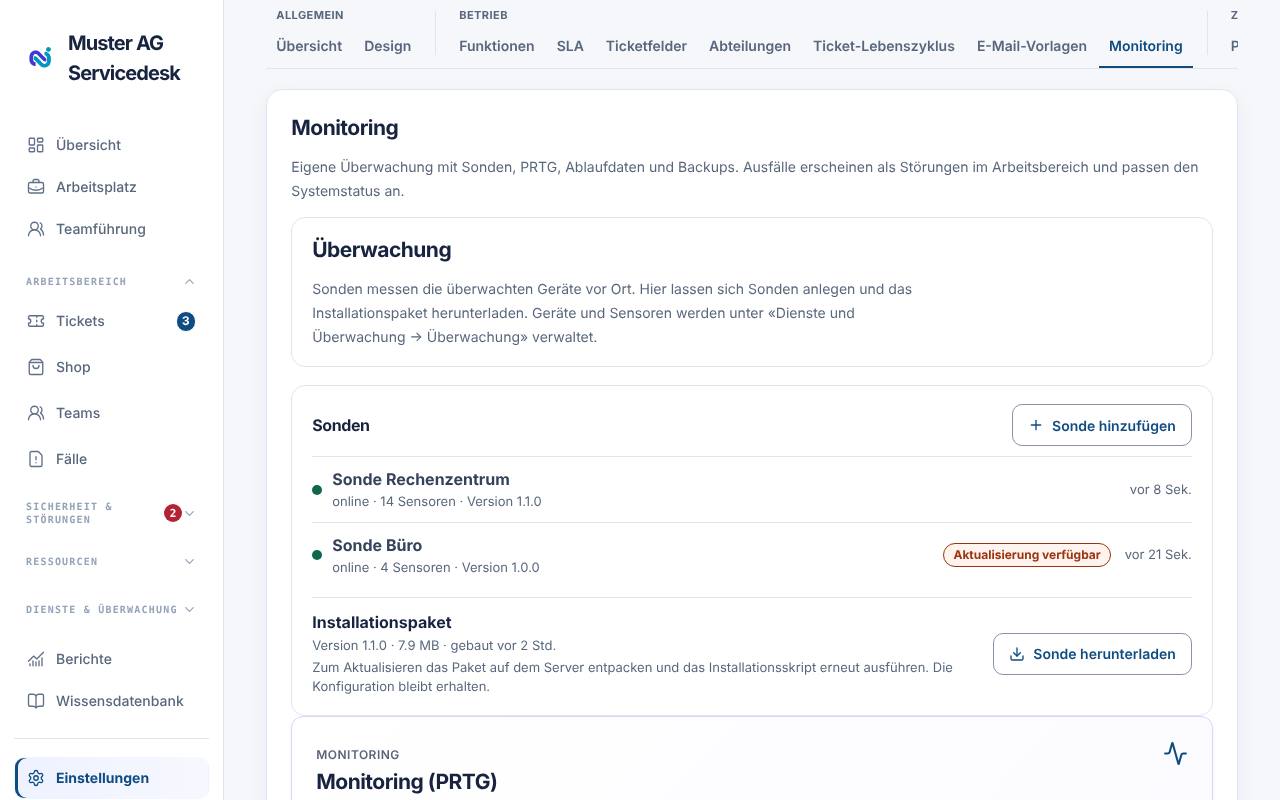 Muster AG
Servicedesk
Übersicht
Arbeitsplatz
Teamführung
ARBEITSBEREICH
Tickets 3
Shop
Teams
Fälle
SICHERHEIT &
STÖRUNGEN 2
RESSOURCEN
DIENSTE & ÜBERWACHUNG
Berichte
Wissensdatenbank
Einstellungen
ALLGEMEIN BETRIEB Z
Übersicht Design Funktionen SLA Ticketfelder Abteilungen Ticket-Lebenszyklus E-Mail-Vorlagen Monitoring P
Monitoring
Eigene Überwachung mit Sonden, PRTG, Ablaufdaten und Backups. Ausfälle erscheinen als Störungen im Arbeitsbereich und passen den
Systemstatus an.
Überwachung
Sonden messen die überwachten Geräte vor Ort. Hier lassen sich Sonden anlegen und das
Installationspaket herunterladen. Geräte und Sensoren werden unter «Dienste und
Überwachung → Überwachung» verwaltet.
Sonden + Sonde hinzufügen
Sonde Rechenzentrum
online · 14 Sensoren · Version 1.1.0 vor 8 Sek.
Sonde Büro
online · 4 Sensoren · Version 1.0.0 Aktualisierung verfügbar vor 21 Sek.
Installationspaket
Version 1.1.0 · 7.9 MB · gebaut vor 2 Std.
Zum Aktualisieren das Paket auf dem Server entpacken und das Installationsskript erneut ausführen. Die
Konfiguration bleibt erhalten.
Sonde herunterladen
MONITORING
Monitoring (PRTG)